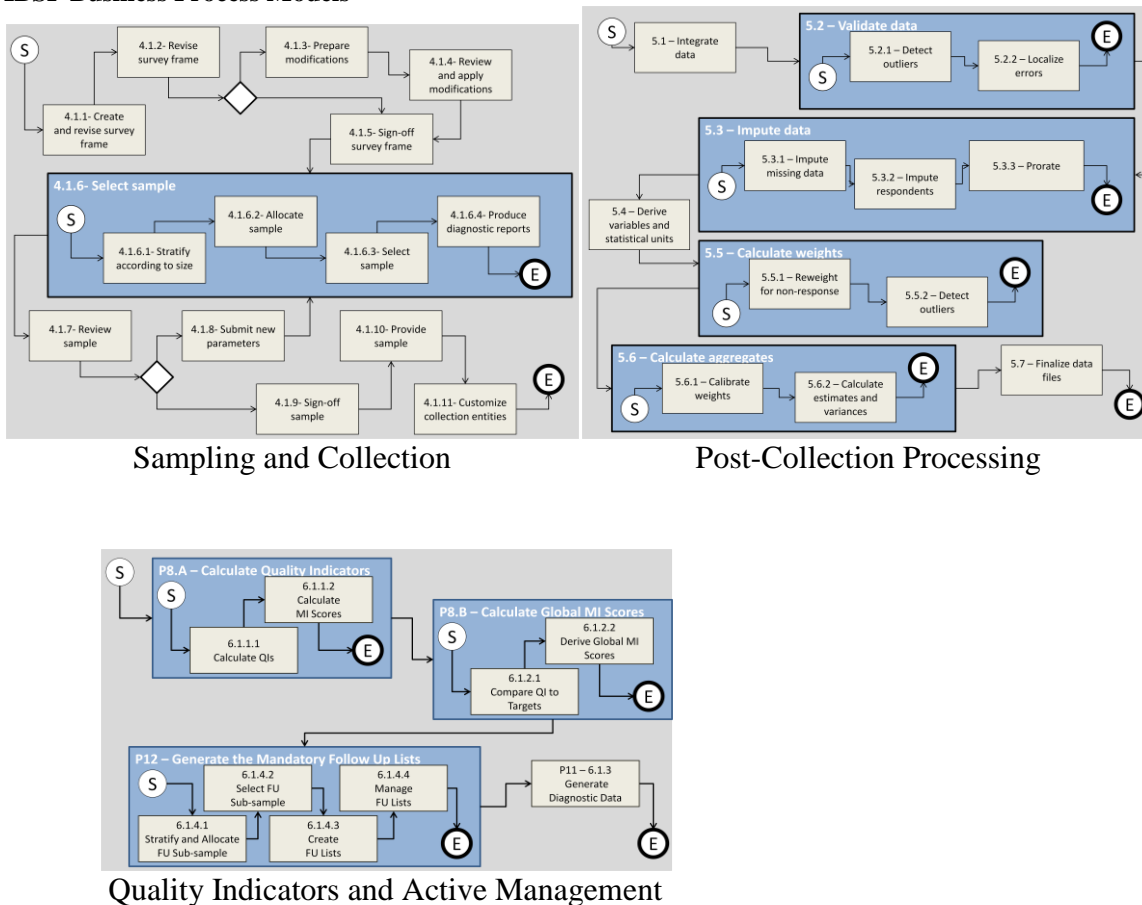 S
4.1.2- Revise
survey frame
4.1.3- Prepare
modifications
4.1.4- Review
and apply
modifications
4.1.1- Create
and revise survey
frame
4.1.5- Sign-off
survey frame
4.1.6- Select sample
S
4.1.6.2- Allocate
sample
4.1.6.4- Produce
diagnostic reports
4.1.6.1- Stratify
according to size
4.1.6.3- Select
sample
E
4.1.7- Review
sample
4.1.8- Submit new
parameters
4.1.10- Provide
sample
4.1.9- Sign-off
sample
4.1.11- Customize
collection entities
E
Sampling and Collection
S
5.1 – Integrate
data
5.2 – Validate data
S
5.2.1 – Detect
outliers
5.2.2 – Localize
errors
E
5.3 – Impute data
S
5.3.1 – Impute
missing data
5.3.2 – Impute
respondents
5.3.3 – Prorate
E
5.4 – Derive
variables and
statistical units
5.5 – Calculate weights
S
5.5.1 – Reweight
for non-response
5.5.2 – Detect
outliers
E
5.6 – Calculate aggregates
S
5.6.1 – Calibrate
weights
5.6.2 – Calculate
estimates and
variances
E
5.7 – Finalize data
files
E
Post-Collection Processing
S
P8.A – Calculate Quality Indicators
S
6.1.1.2
Calculate
MI Scores
6.1.1.1
Calculate QIs
E
P8.B – Calculate Global MI Scores
S
6.1.2.2
Derive Global MI
Scores
6.1.2.1
Compare QI to
Targets
E
P12 – Generate the Mandatory Follow Up Lists
S
6.1.4.2
Select FU
Sub-sample
6.1.4.4
Manage
FU Lists
6.1.4.1
Stratify and Allocate
FU Sub-sample
6.1.4.3
Create
FU Lists
E
P11 – 6.1.3
Generate
Diagnostic Data
E
Quality Indicators and Active Management